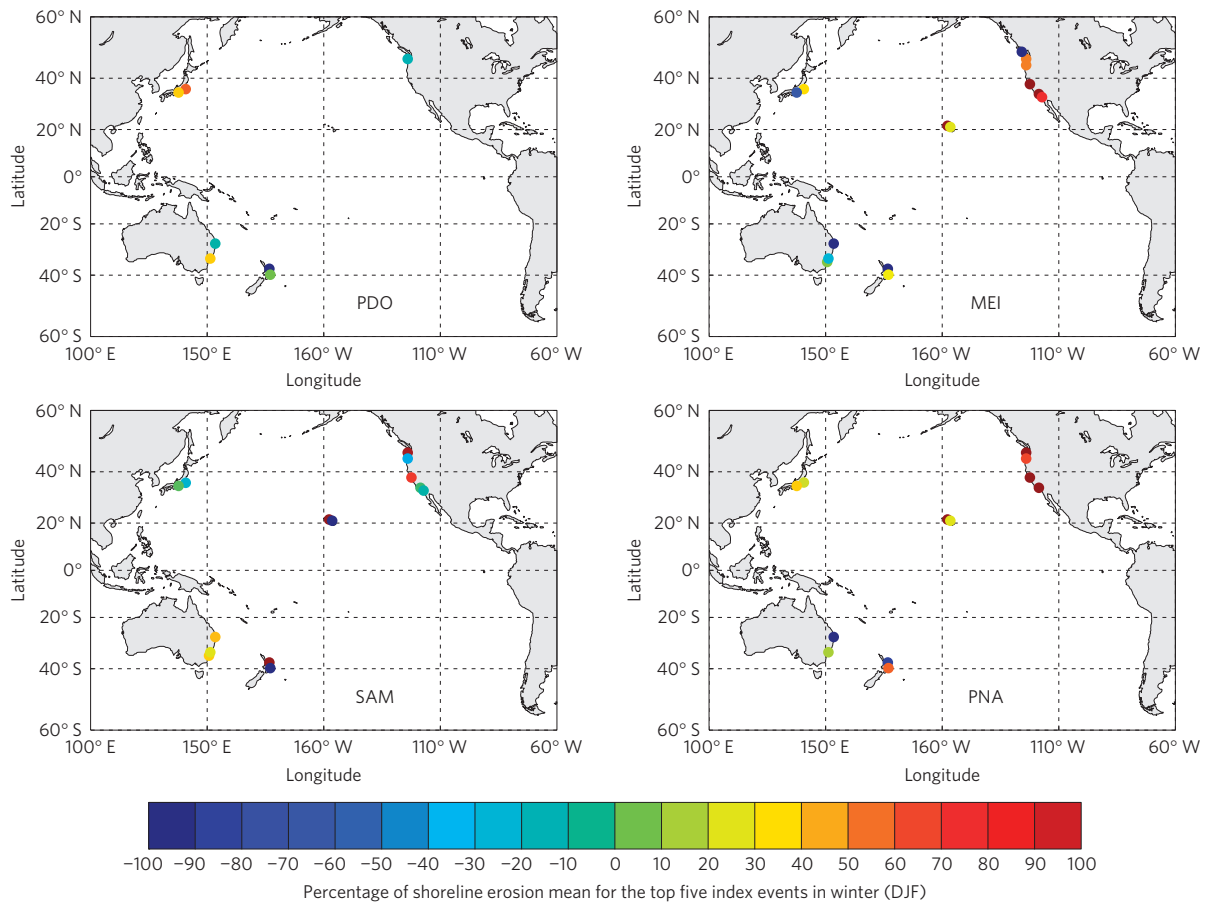 60° N 60° N
40° N 40° N
20° N 20° N
Latitude Latitude
0° 0°
20° S 20° S
40° S 40° S
PDO MEI
60° S 60° S
100° E 150° E 160° W 110° W 60° W 100° E 150° E 160° W 110° W 60° W
Longitude Longitude
60° N 60° N
40° N 40° N
20° N 20° N
Latitude Latitude
0° 0°
20° S 20° S
40° S 40° S
SAM PNA
60° S 60° S
100° E 150° E 160° W 110° W 60° W 100° E 150° E 160° W 110° W 60° W
Longitude Longitude
−100 −90 −80 −70 −60 −50 −40 −30 −20 −10 0 10 20 30 40 50 60 70 80 90 100
Percentage of shoreline erosion mean for the top five index events in winter (DJF)